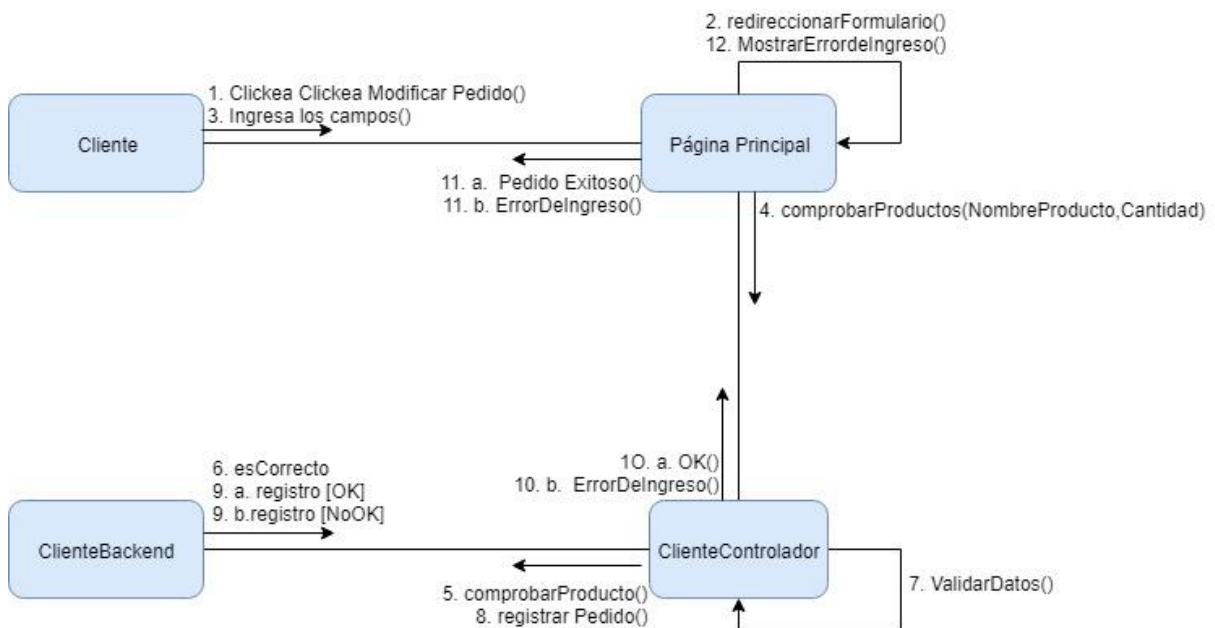 2. redireccionarFormulario()
12. MostrarErrordeIngreso()
1. Clickea Clickea Modificar Pedido()
3. Ingresa los campos()
Cliente
Página Principal
11. a.  Pedido Exitoso()
11. b. ErrorDeIngreso()
4. comprobarProductos(NombreProducto,Cantidad)
6. esCorrecto
9. a. registro [OK]
9. b.registro [NoOK]
1O. a. OK()
10. b.  ErrorDeIngreso()
ClienteBackend
ClienteControlador
5. comprobarProducto()
8. registrar Pedido()
7. ValidarDatos()